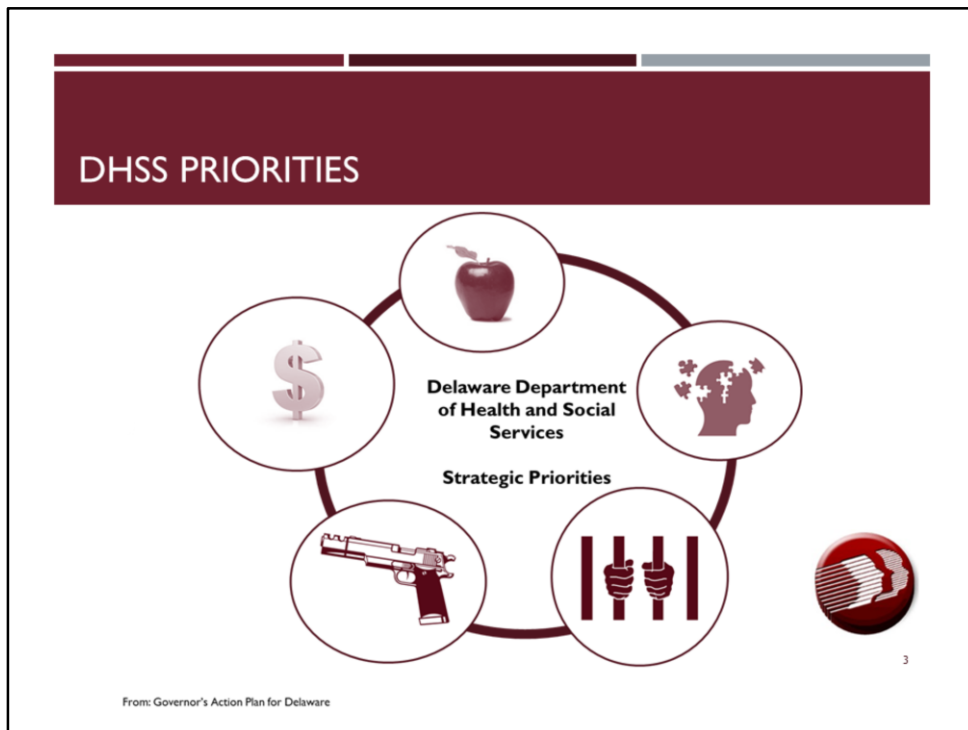 DHSS PRIORITIES
Delaware Department
of Health and Social
Services
Strategic Priorities
3
From: Governor's Action Plan for Delaware